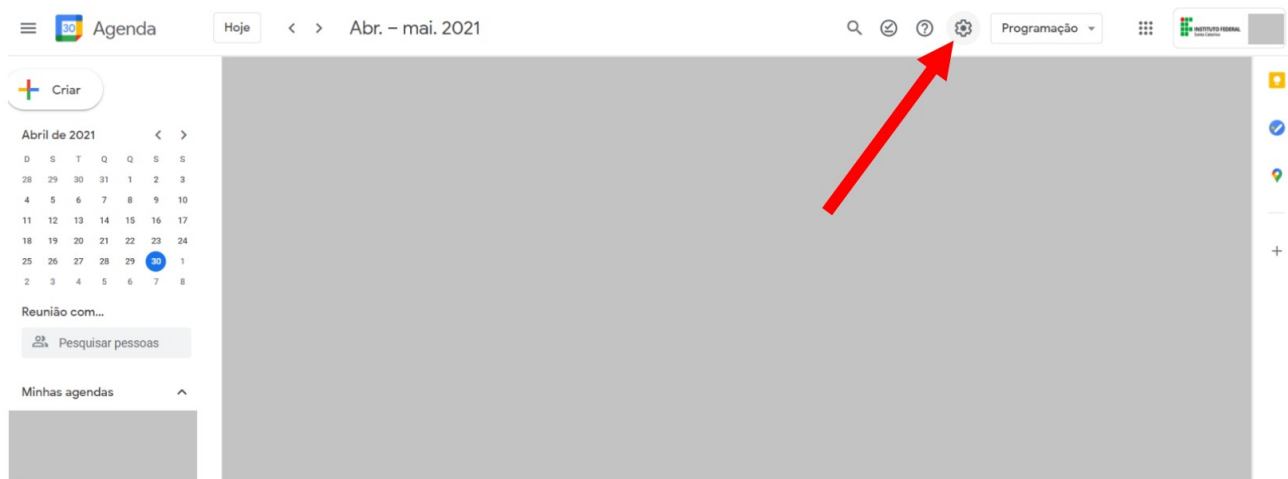 30 Agenda Hoje Abr. – mai. 2021 Programação INSTITUTO FEDERAL
Santa Catarina
Criar
Abril de 2021
D S T Q Q S S
28 29 30 31 1 2 3
4 5 6 7 8 9 10
11 12 13 14 15 16 17
18 19 20 21 22 23 24
25 26 27 28 29 30 1
2 3 4 5 6 7 8
Reunião com...
Pesquisar pessoas
Minhas agendas